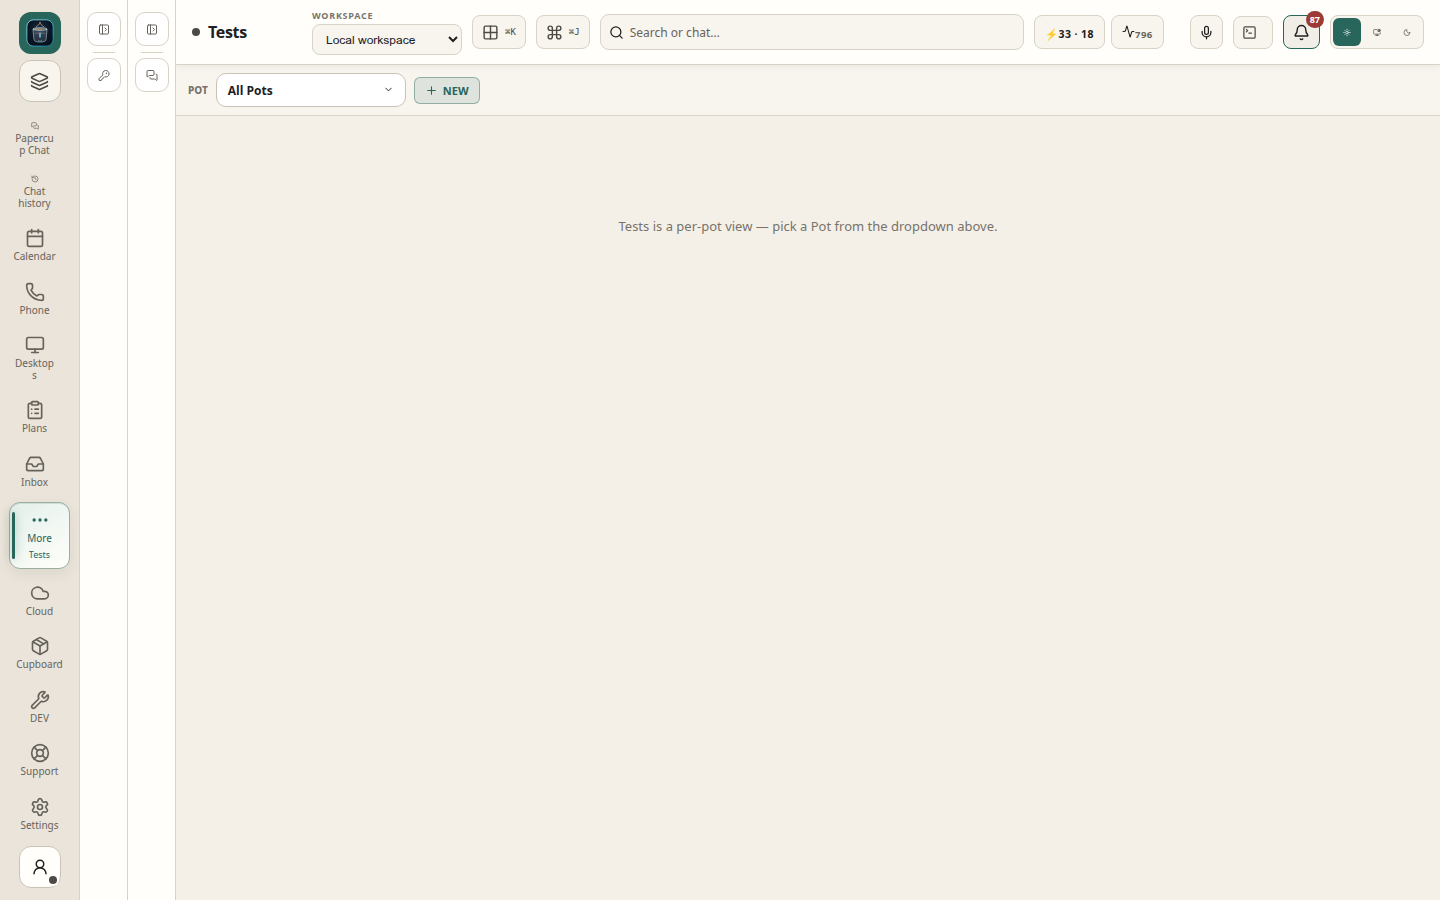 Tests
WORKSPACE
Local workspace
⌘K
⌘J
Search or chat...
⚡33 · 18
796
87
POT
All Pots
NEW
Papercu
p Chat
Chat
history
Calendar
Phone
Desktop
s
Plans
Inbox
More
Tests
Cloud
Cupboard
DEV
Support
Settings
Tests is a per-pot view — pick a Pot from the dropdown above.